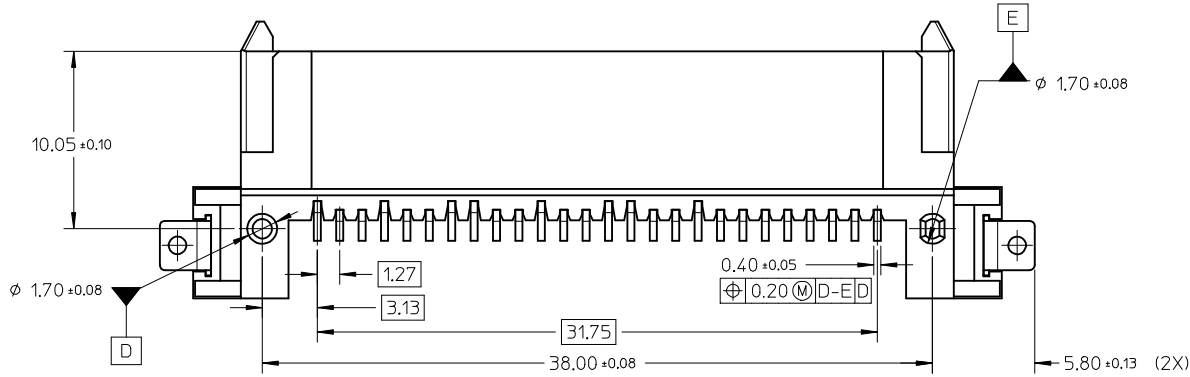 E
⌀ 1.70 ±0.08
10.05 ±0.10
1.27
0.40 ±0.05
⌖ 0.20 Ⓜ D-E D
⌀ 1.70 ±0.08
3.13
31.75
D
38.00 ±0.08
5.80 ±0.13 (2X)